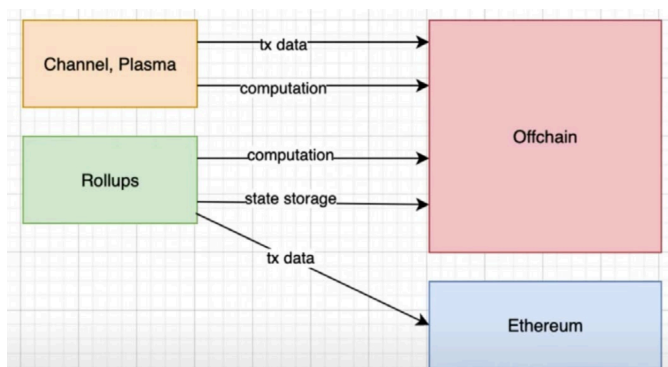 Channel, Plasma
tx data
computation
Offchain
Rollups
computation
state storage
tx data
Ethereum